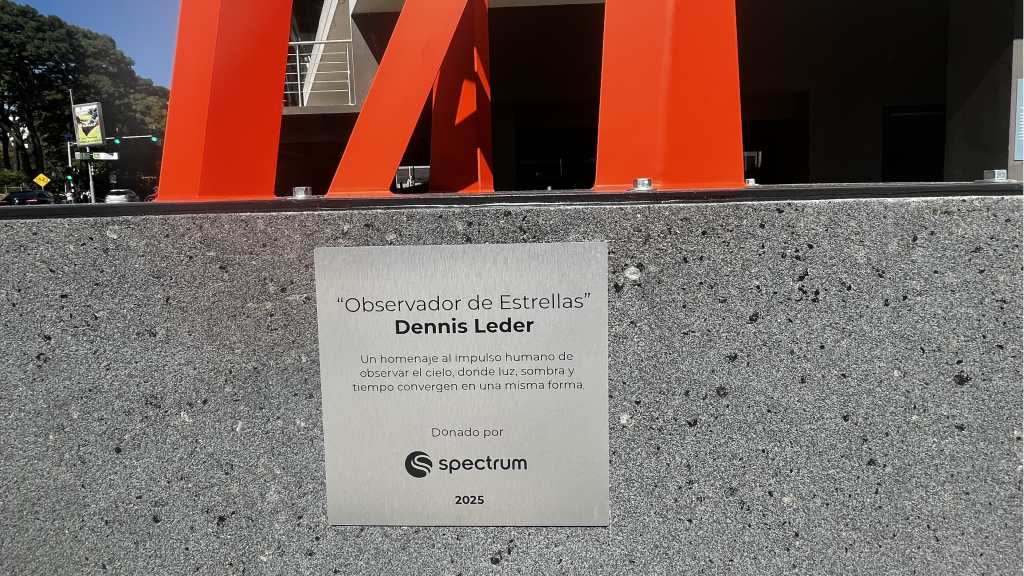 “Observador de Estrellas”
Dennis Leder
Un homenaje al impulso humano de
observar el cielo, donde luz, sombra y
tiempo convergen en una misma forma.
Donado por
spectrum
2025